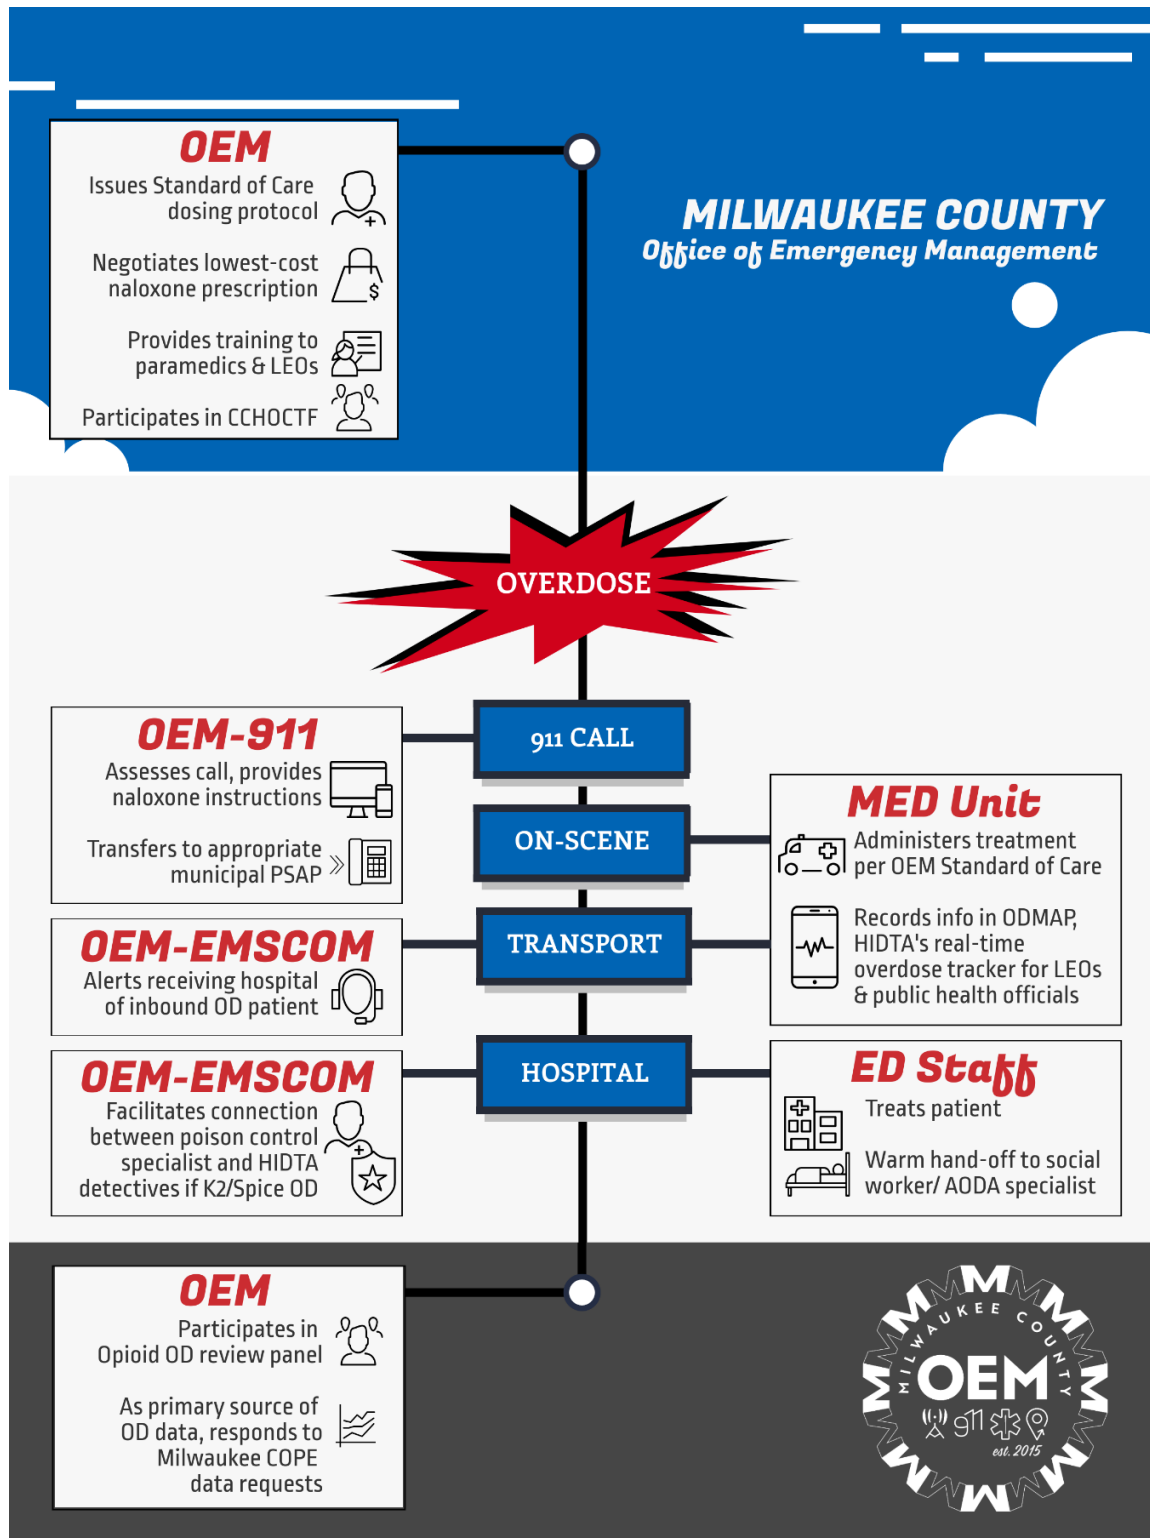 OEM
Issues Standard of Care
dosing protocol
Negotiates lowest-cost
naloxone prescription
$
Provides training to
paramedics & LEOs
Participates in CCHOCTF
MILWAUKEE COUNTY
Office of Emergency Management
OVERDOSE
911 CALL
OEM-911
Assesses call, provides
naloxone instructions
Transfers to appropriate
municipal PSAP
ON-SCENE
MED Unit
Administers treatment
per OEM Standard of Care
Records info in ODMAP,
HIDTA's real-time
overdose tracker for LEOs
& public health officials
TRANSPORT
OEM-EMSCOM
Alerts receiving hospital
of inbound OD patient
HOSPITAL
OEM-EMSCOM
Facilitates connection
between poison control
specialist and HIDTA
detectives if K2/Spice OD
ED Staff
Treats patient
Warm hand-off to social
worker/ AODA specialist
OEM
Participates in
Opioid OD review panel
As primary source of
OD data, responds to
Milwaukee COPE
data requests
MILWAUKEE COUNTY
OEM
911
est. 2015